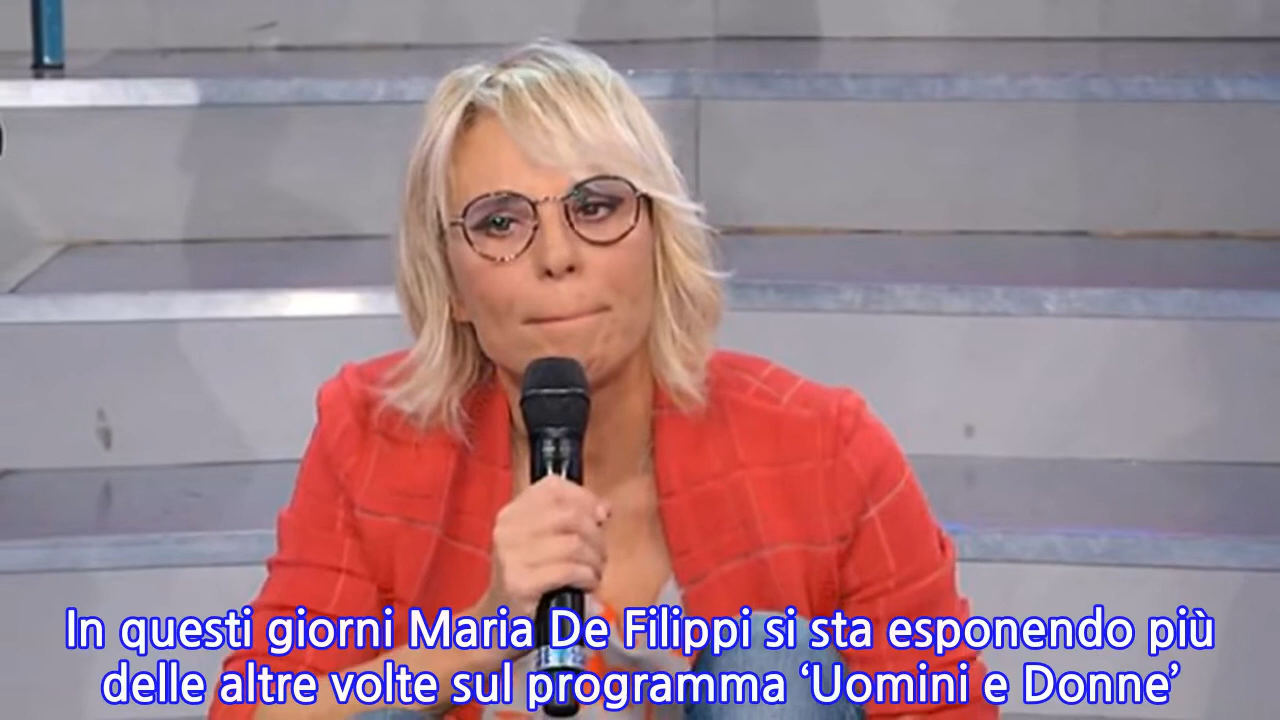 In questi giorni Maria De Filippi si sta esponendo più
delle altre volte sul programma ‘Uomini e Donne’